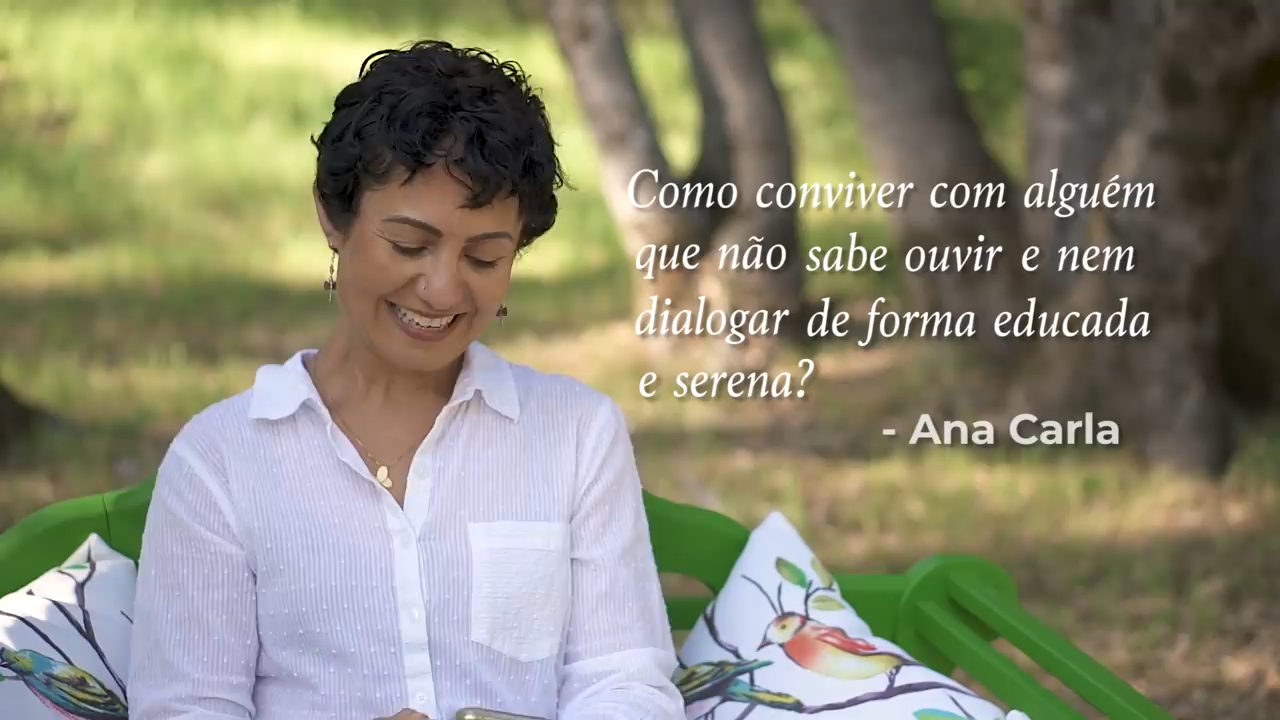 Como conviver com alguém
que não sabe ouvir e nem
dialogar de forma educada
e serena?
- Ana Carla